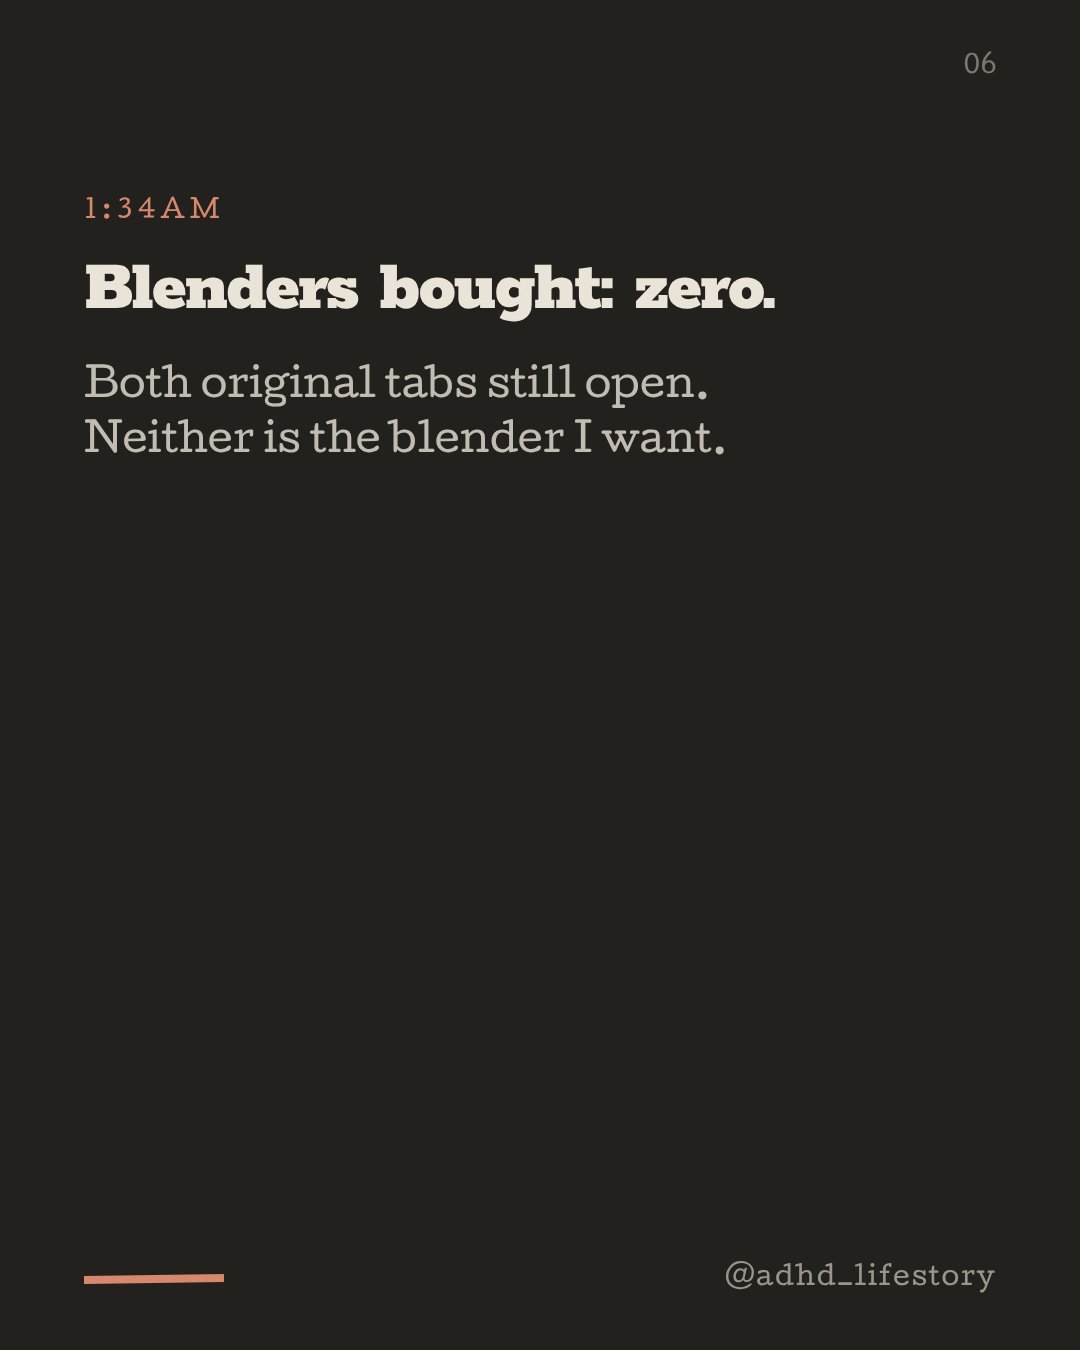 06
1:34AM
Blenders bought: zero.
Both original tabs still open.
Neither is the blender I want.
@adhd_lifestory